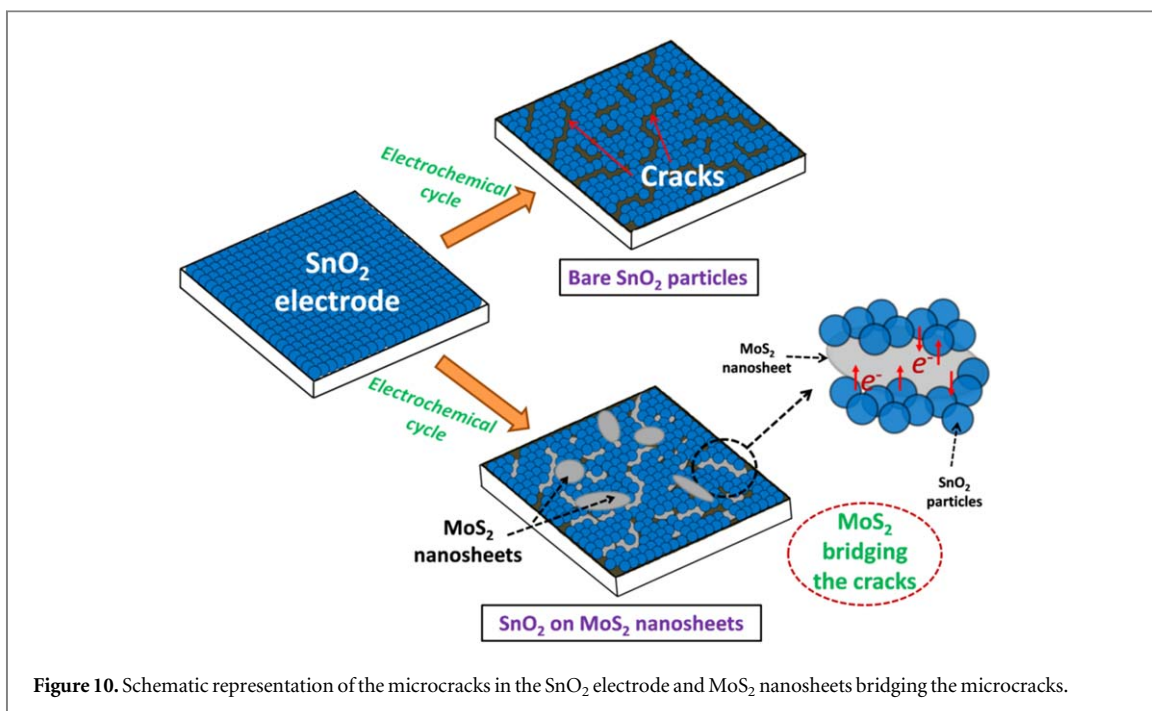 Electrochemical
cycle
Cracks
Bare SnO₂ particles
SnO₂
electrode
Electrochemical
cycle
MoS₂
nanosheets
SnO₂ on MoS₂ nanosheets
MoS₂
nanosheet
e⁻
e⁻
SnO₂
particles
MoS₂
bridging
the cracks
Figure 10. Schematic representation of the microcracks in the SnO₂ electrode and MoS₂ nanosheets bridging the microcracks.